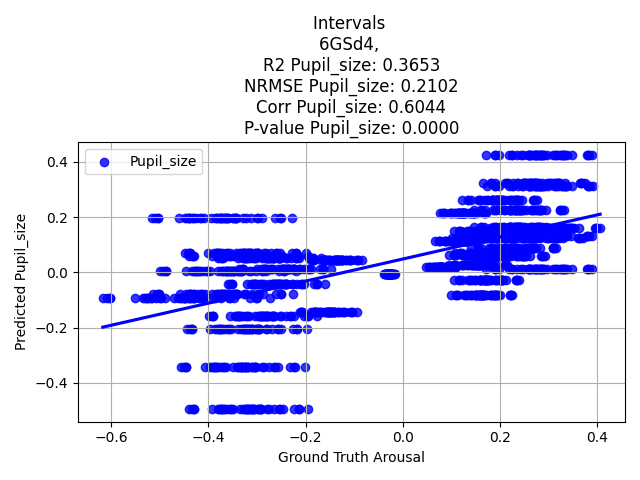 Intervals
6GSd4,
R2 Pupil_size: 0.3653
NRMSE Pupil_size: 0.2102
Corr Pupil_size: 0.6044
P-value Pupil_size: 0.0000
Pupil_size
Predicted Pupil_size
0.4
0.2
0.0
−0.2
−0.4
−0.6 −0.4 −0.2 0.0 0.2 0.4
Ground Truth Arousal